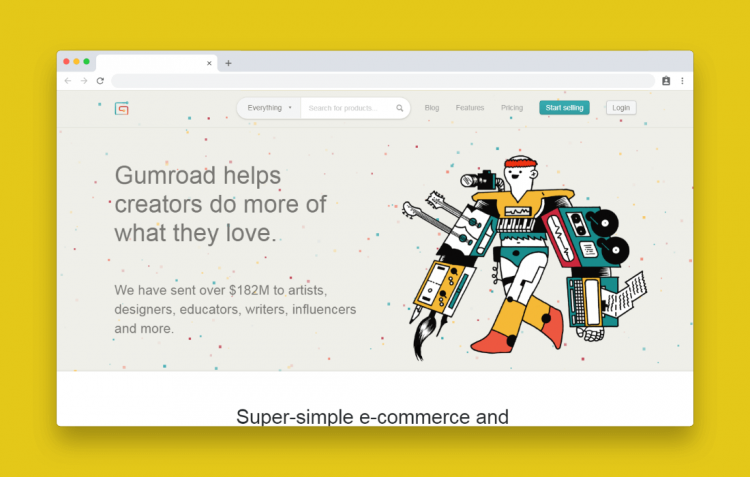 Everything
Search for products...
Blog
Features
Pricing
Start selling
Login
Gumroad helps
creators do more of
what they love.
We have sent over $182M to artists,
designers, educators, writers, influencers
and more.
Super-simple e-commerce and